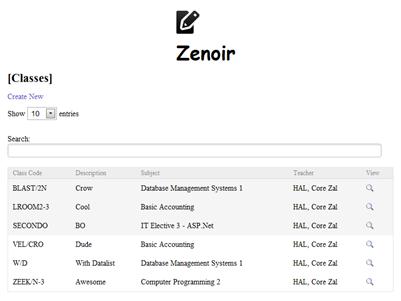 Zenoir
[Classes]
Create New
Show 10 entries
Search:
Class Code Description Subject Teacher View
BLAST/2N Crow Database Management Systems 1 HAL, Core Zal
LROOM2-3 Cool Basic Accounting HAL, Core Zal
SECONDO BO IT Elective 3 - ASP.Net HAL, Core Zal
VEL/CRO Dude Basic Accounting HAL, Core Zal
W/D With Datalist Database Management Systems 1 HAL, Core Zal
ZEEK/N-3 Awesome Computer Programming 2 HAL, Core Zal